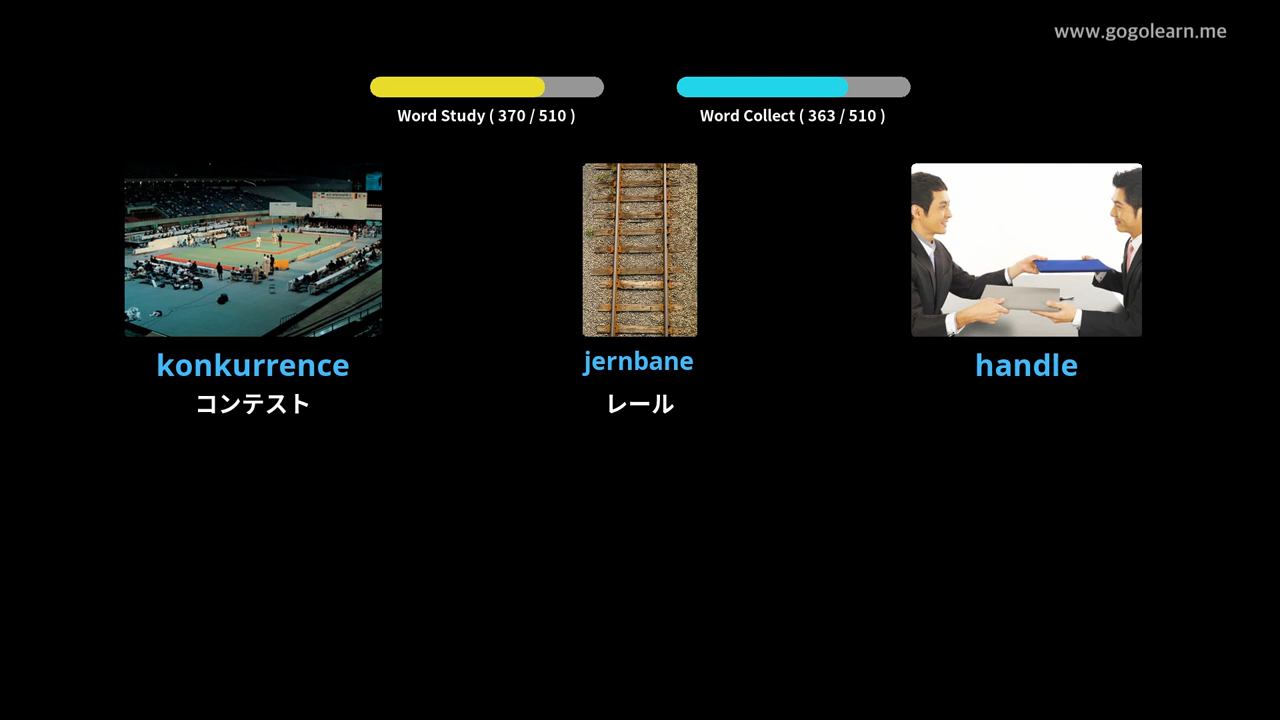 www.gogolearn.me
Word Study ( 370 / 510 )
Word Collect ( 363 / 510 )
konkurrence
コンテスト
jernbane
レール
handle